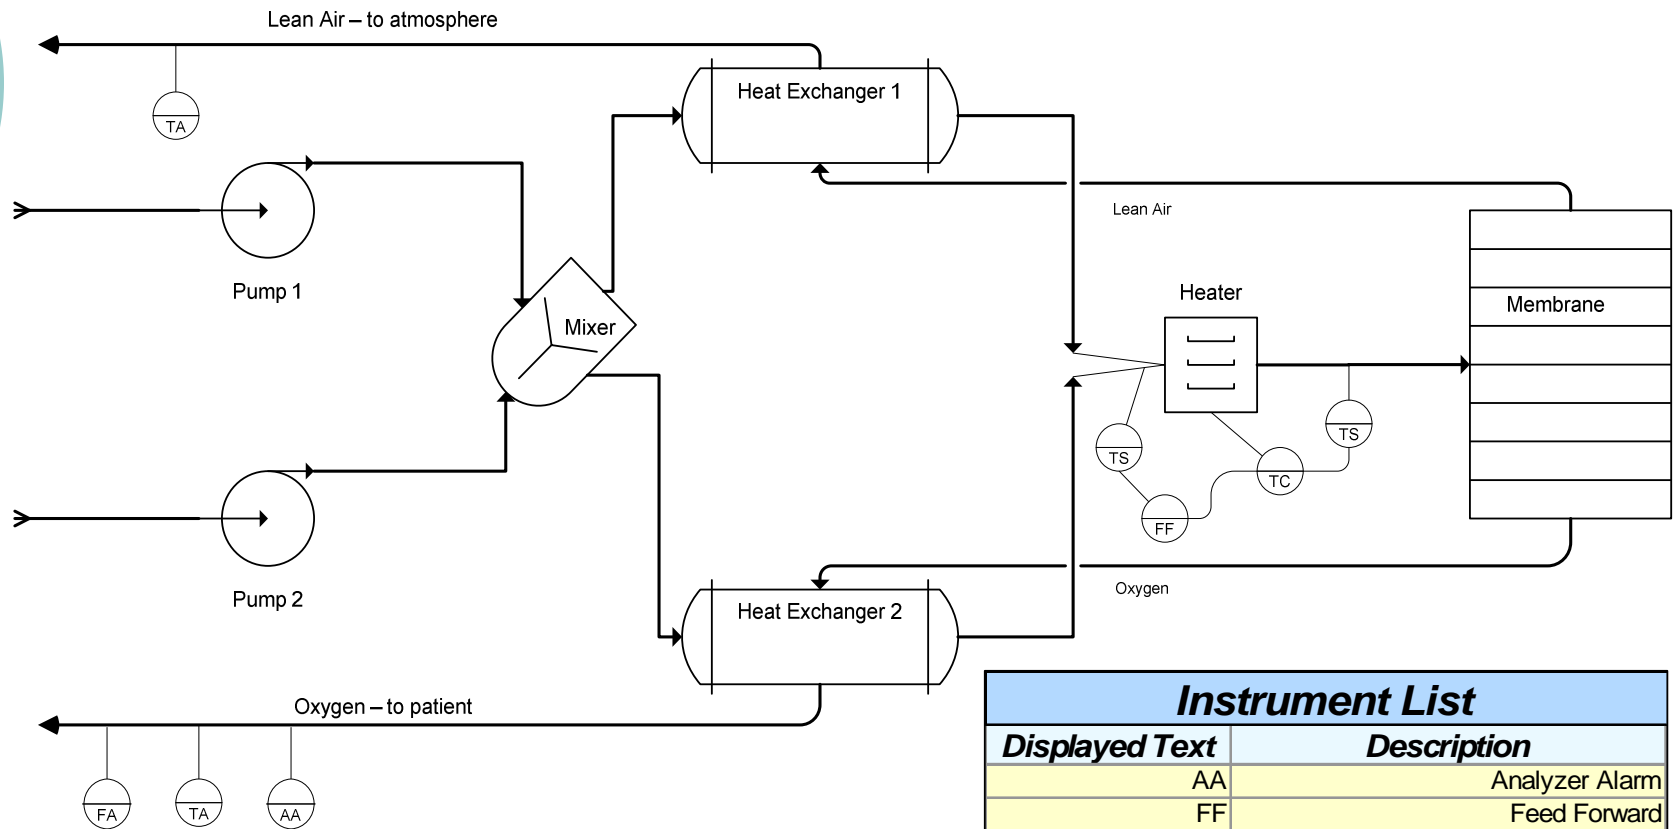 Lean Air – to atmosphere
Heat Exchanger 1
TA
Lean Air
Pump 1
Heater
Mixer
Membrane
TS
TS
TC
FF
Oxygen
Pump 2
Heat Exchanger 2
Oxygen – to patient
FA
TA
AA
Instrument List
Displayed Text Description
AA Analyzer Alarm
FF Feed Forward